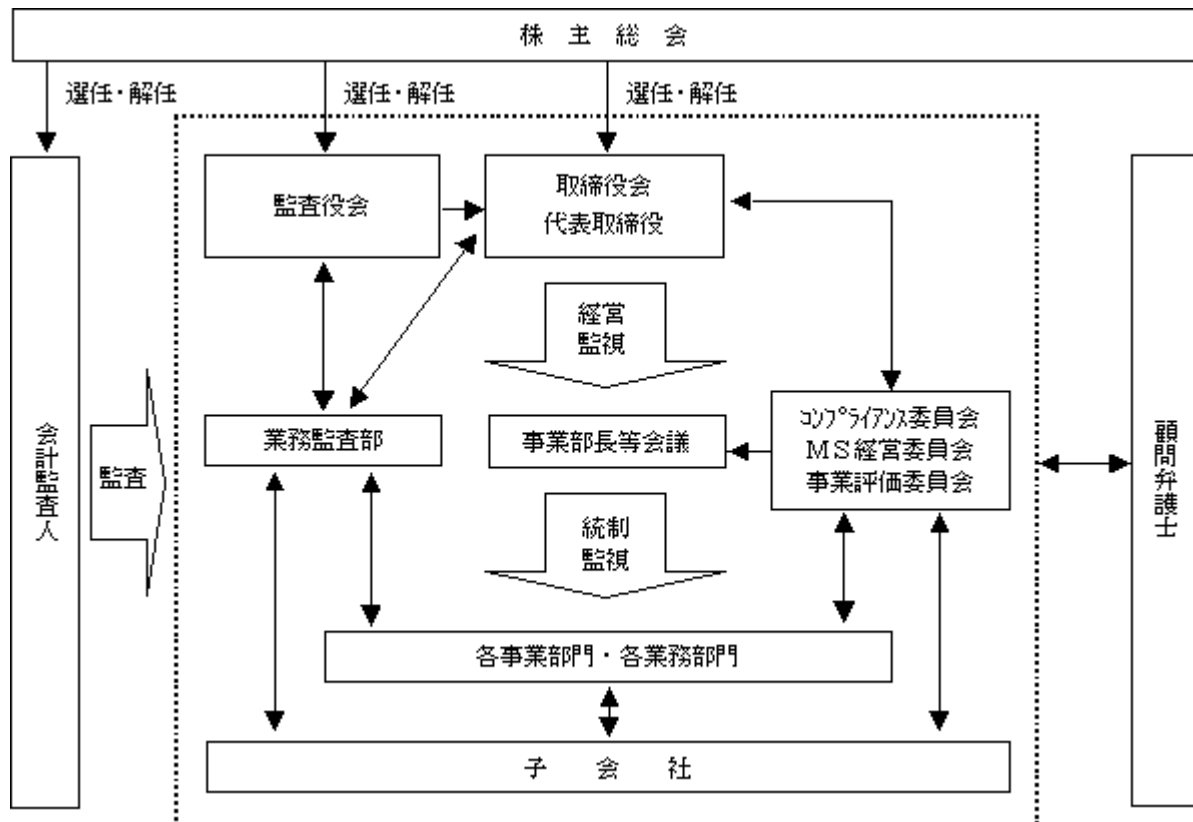 株 主 総 会
選任・解任
選任・解任
選任・解任
監査役会
取締役会
代表取締役
経営
監視
会計監査人
監査
業務監査部
事業部長等会議
ｺﾝﾌﾟﾗｲｱﾝｽ委員会
ＭＳ経営委員会
事業評価委員会
顧問弁護士
統制
監視
各事業部門・各業務部門
子 会 社